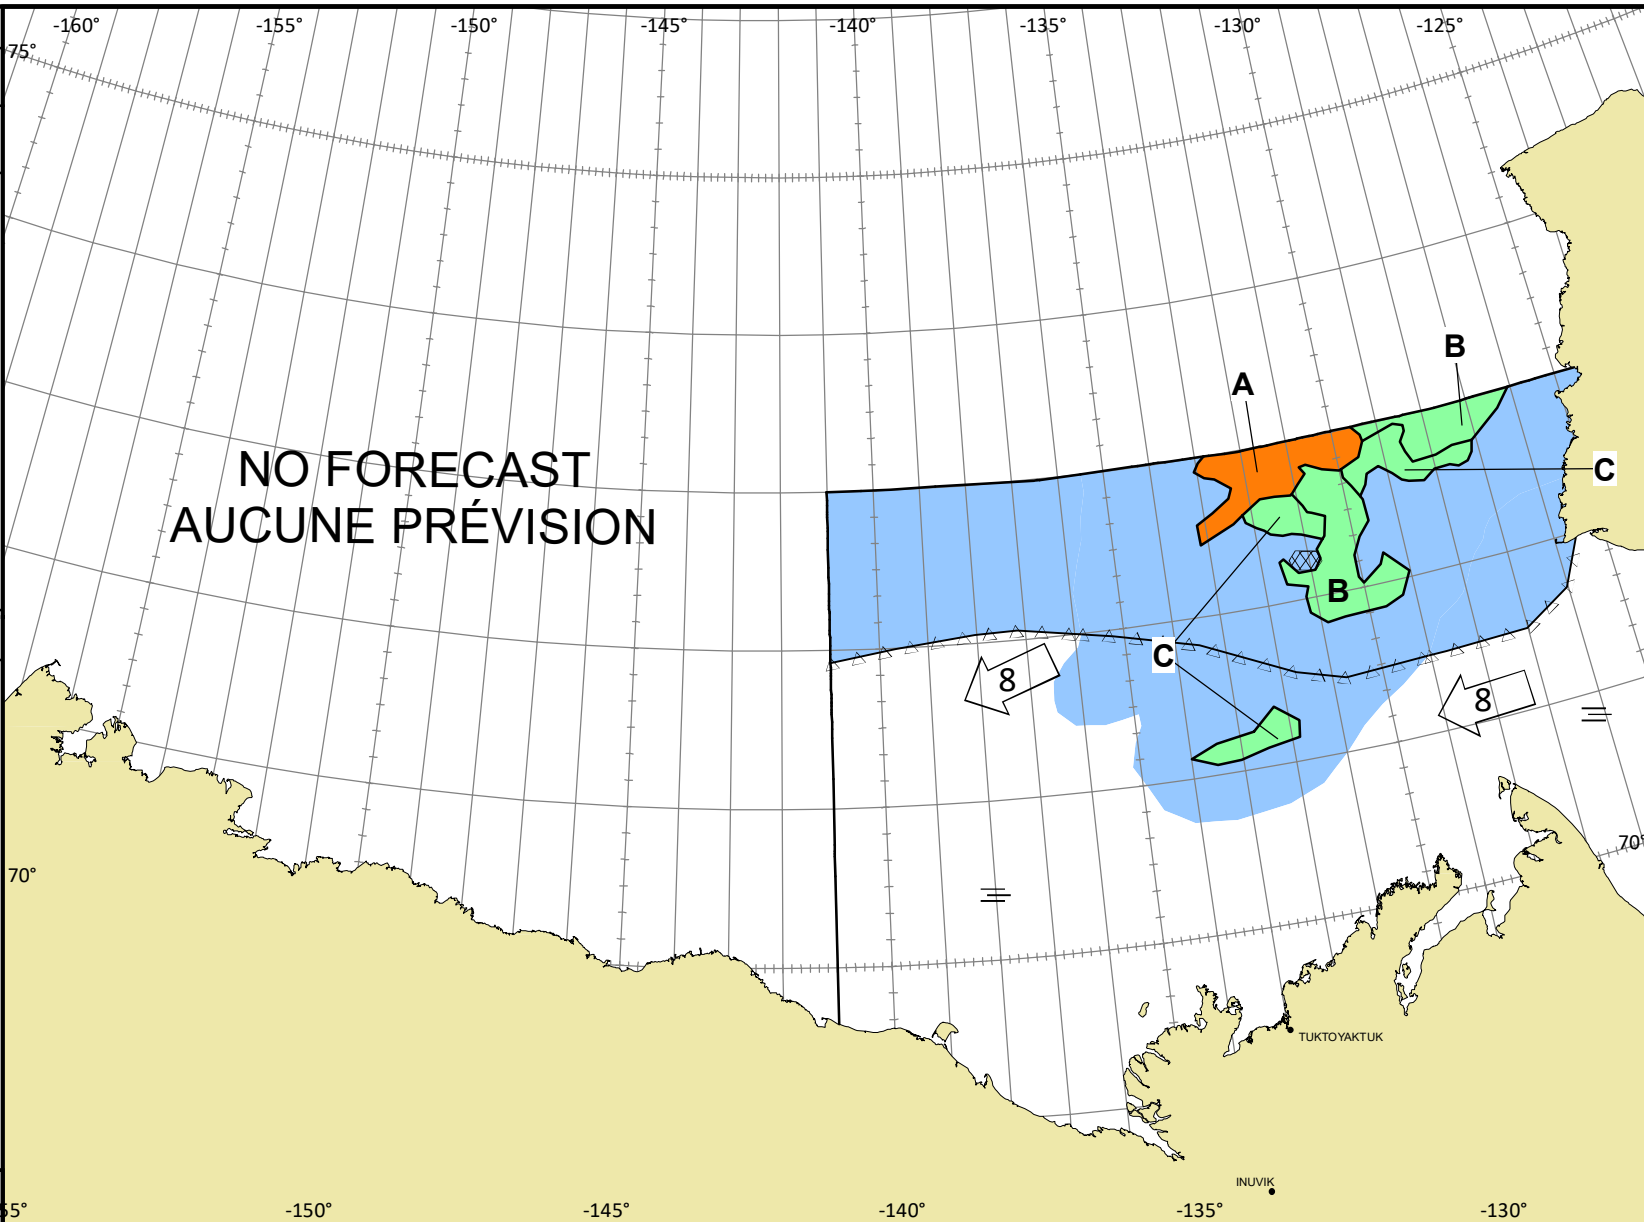 -160° -155° -150° -145° -140° -135° -130° -125°
75°
B
A
NO FORECAST
AUCUNE PRÉVISION
C
B
C
8 8
70°
70°
TUKTOYAKTUK
INUVIK
-150° -145° -140° -135° -130°